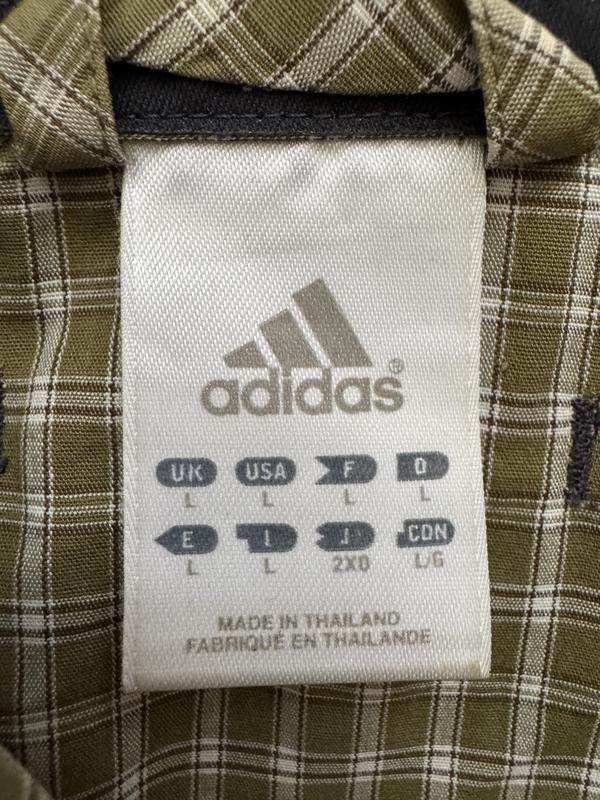 adidas®
UK USA F D
L L L L
E I J CDN
L L 2XO L/G
MADE IN THAILAND
FABRIQUÉ EN THAILANDE